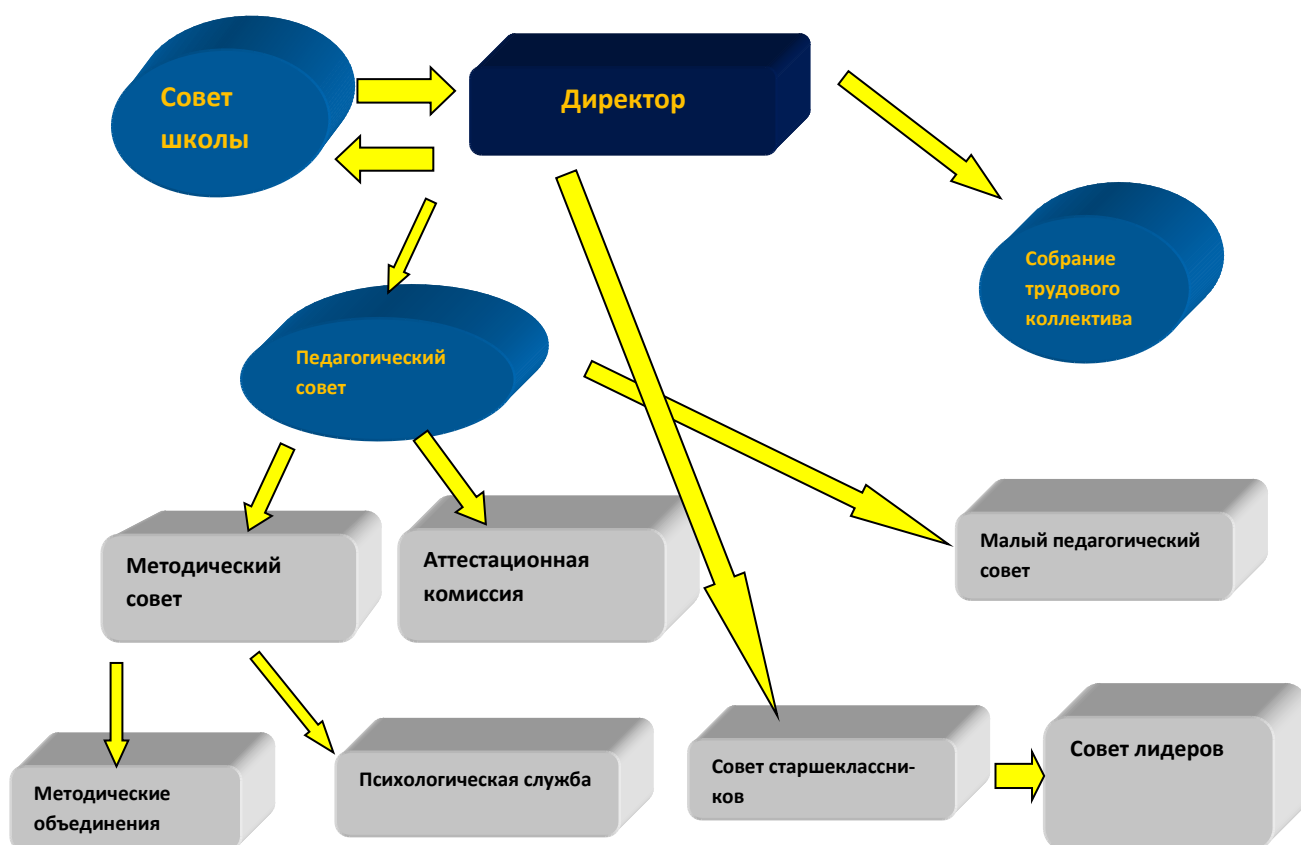 Совет
школы
Директор
Собрание
трудового
коллектива
Педагогический
совет
Методический
совет
Аттестационная
комиссия
Малый педагогический
совет
Методические
объединения
Психологическая служба
Совет старшеклассни-
ков
Совет лидеров